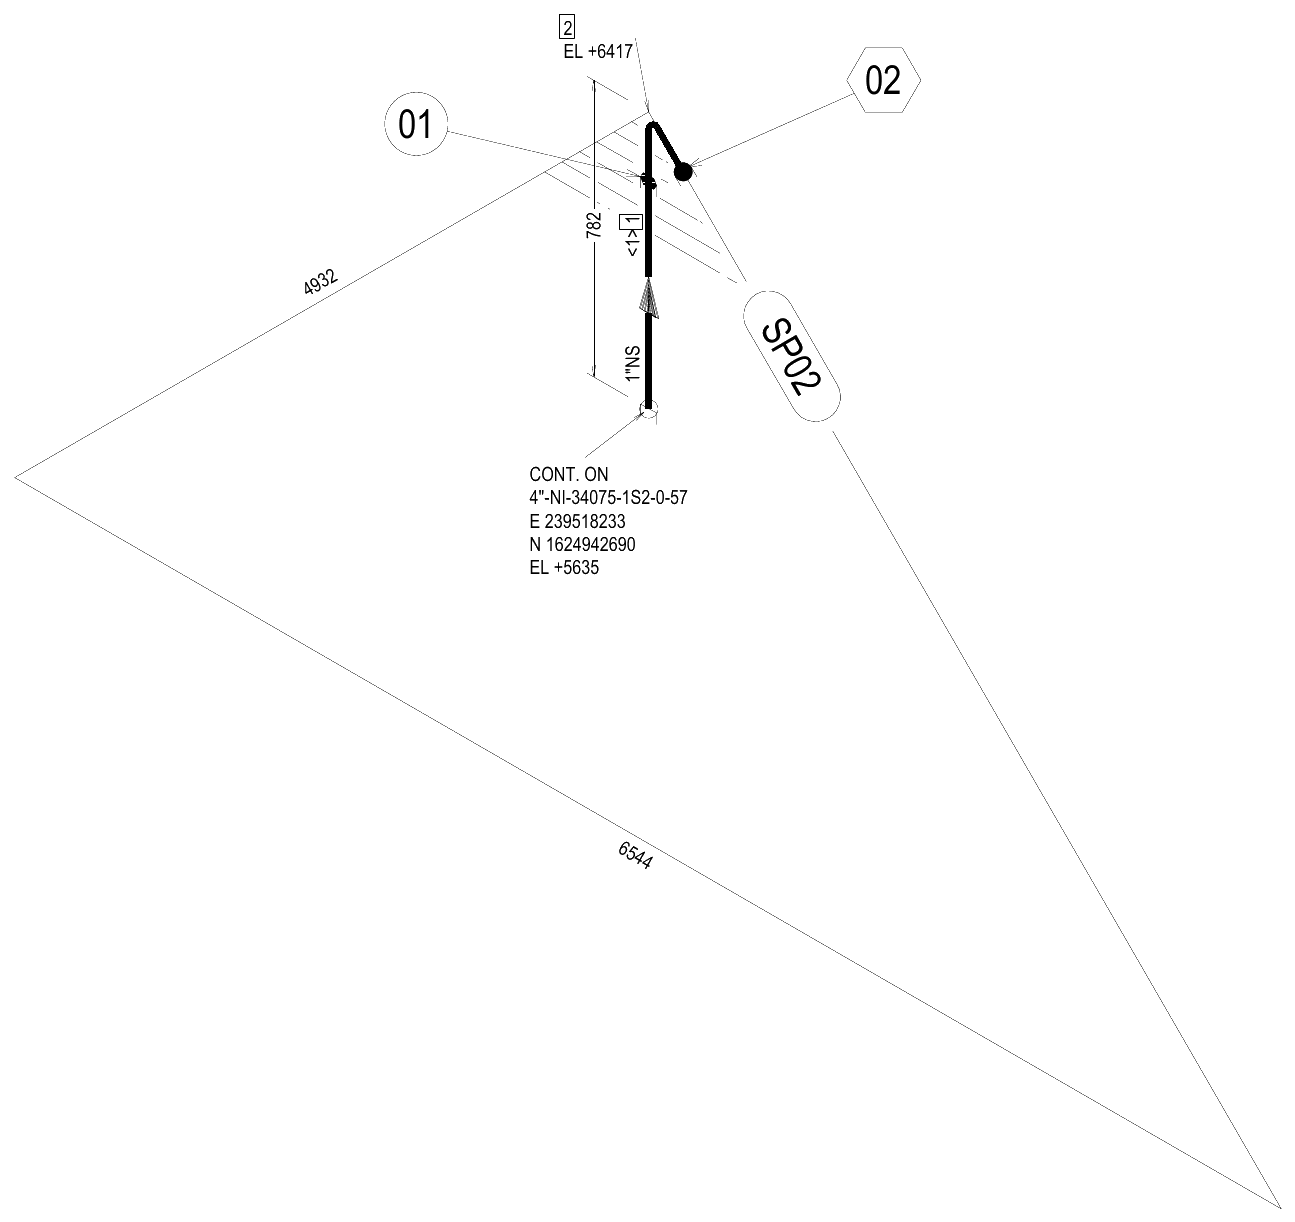 2
EL +6417
02
01
782
<1> 1
4932
SP02
1"NS
CONT. ON
4"-NI-34075-1S2-0-57
E 239518233
N 1624942690
EL +5635
6544